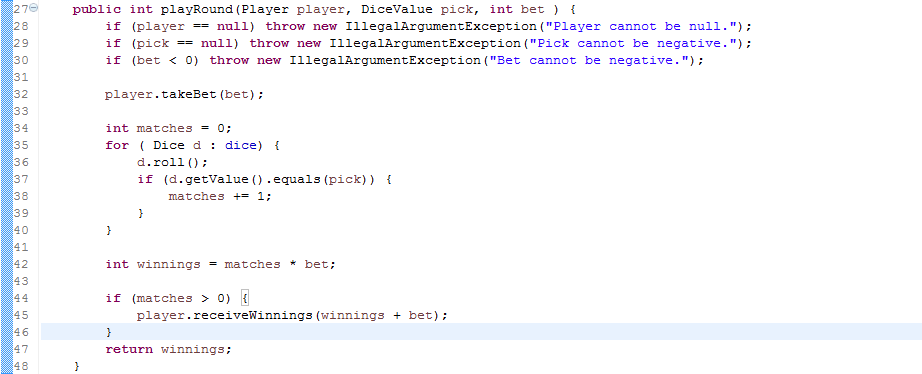 27 public int playRound(Player player, DiceValue pick, int bet ) {
28 if (player == null) throw new IllegalArgumentException("Player cannot be null.");
29 if (pick == null) throw new IllegalArgumentException("Pick cannot be negative.");
30 if (bet < 0) throw new IllegalArgumentException("Bet cannot be negative.");
31
32 player.takeBet(bet);
33
34 int matches = 0;
35 for ( Dice d : dice) {
36 d.roll();
37 if (d.getValue().equals(pick)) {
38 matches += 1;
39 }
40 }
41
42 int winnings = matches * bet;
43
44 if (matches > 0) {
45 player.receiveWinnings(winnings + bet);
46 }
47 return winnings;
48 }